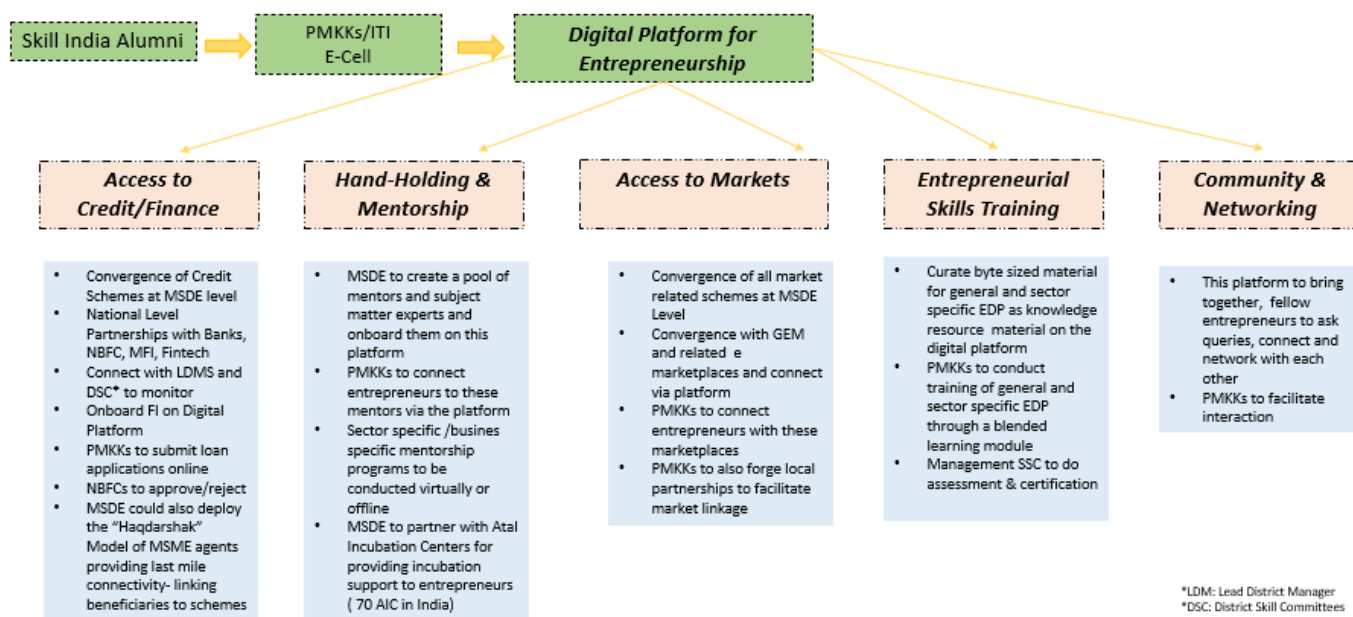 Skill India Alumni
PMKKs/ITI
E-Cell
Digital Platform for
Entrepreneurship
Access to
Credit/Finance
Hand-Holding &
Mentorship
Access to Markets
Entrepreneurial
Skills Training
Community &
Networking
• Convergence of Credit
Schemes at MSDE level
• National Level
Partnerships with Banks,
NBFC, MFI, Fintech
• Connect with LDMS and
DSC* to monitor
• Onboard FI on Digital
Platform
• PMKKs to submit loan
applications online
• NBFCs to approve/reject
• MSDE could also deploy
the “Haqdarshak”
Model of MSME agents
providing last mile
connectivity- linking
beneficiaries to schemes
• MSDE to create a pool of
mentors and subject
matter experts and
onboard them on this
platform
• PMKKs to connect
entrepreneurs to these
mentors via the platform
• Sector specific /busines
specific mentorship
programs to be
conducted virtually or
offline
• MSDE to partner with Atal
Incubation Centers for
providing incubation
support to entrepreneurs
( 70 AIC in India)
• Convergence of all market
related schemes at MSDE
Level
• Convergence with GEM
and related e
marketplaces and connect
via platform
• PMKKs to connect
entrepreneurs with these
marketplaces
• PMKKs to also forge local
partnerships to facilitate
market linkage
• Curate byte sized material
for general and sector
specific EDP as knowledge
resource material on the
digital platform
• PMKKs to conduct
training of general and
sector specific EDP
through a blended
learning module
• Management SSC to do
assessment & certification
• This platform to bring
together, fellow
entrepreneurs to ask
queries, connect and
network with each
other
• PMKKs to facilitate
interaction
*LDM: Lead District Manager
*DSC: District Skill Committees